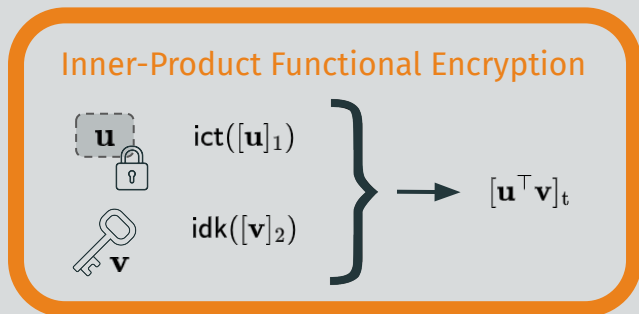 Inner-Product Functional Encryption
u ict([u]₁)
[u⊤v]ₜ
v idk([v]₂)